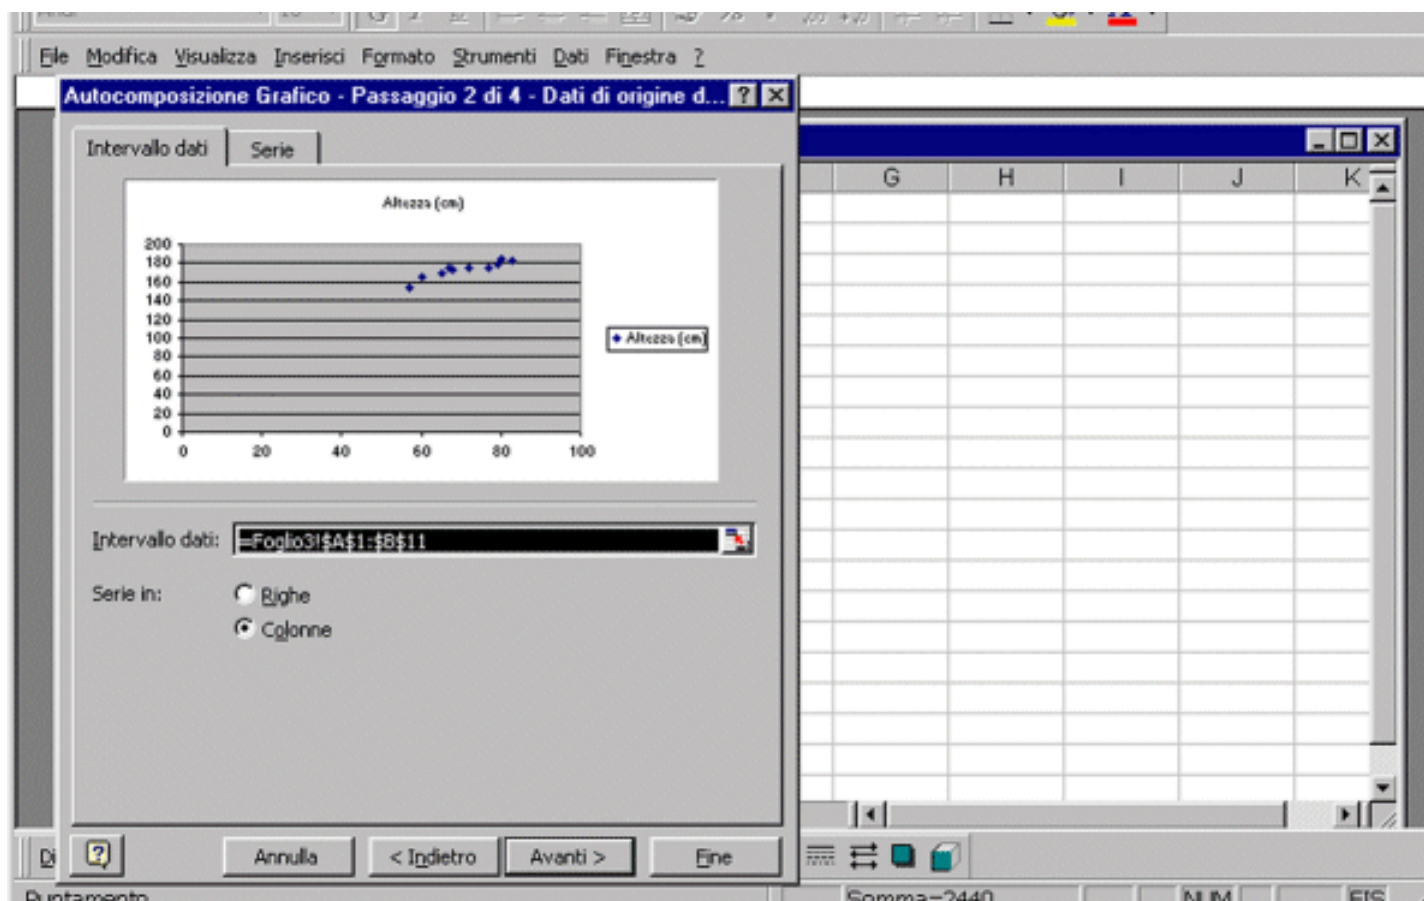 File Modifica Visualizza Inserisci Formato Strumenti Dati Finestra ?
Autocomposizione Grafico - Passaggio 2 di 4 - Dati di origine d... ? X
Intervallo dati Serie
G H I J K
Altezza (cm)
200
180
160
140
120
100
80
60
40
20
0
0 20 40 60 80 100
Altezza (cm)
Intervallo dati: =Foglio3!$A$1:$B$11
Serie in: Righe
Colonne
Di
? Annulla < Indietro Avanti > Fine
Puntamento Somma=2440 NUM FIS